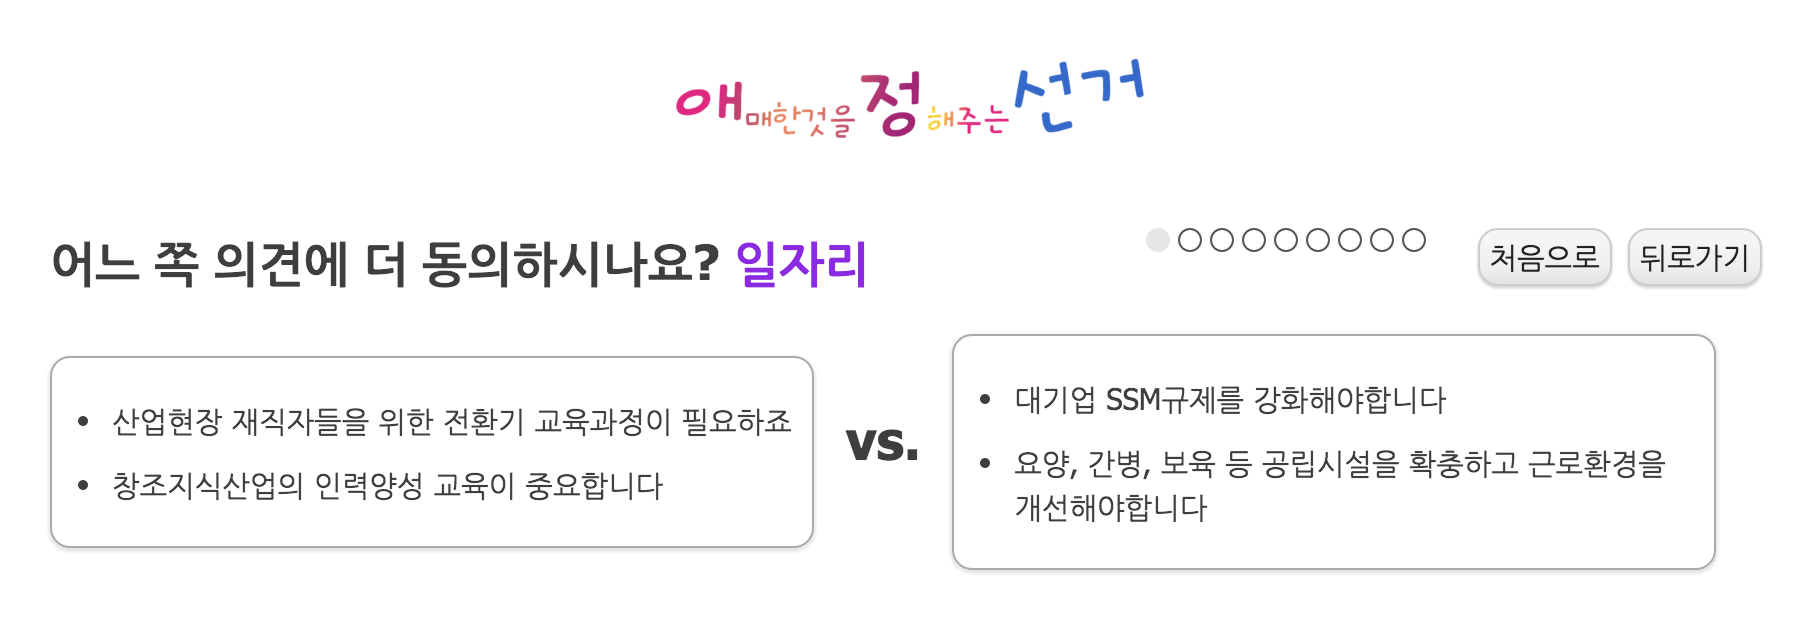 애매한것을정해주는선거
어느 쪽 의견에 더 동의하시나요? 일자리
처음으로
뒤로가기
산업현장 재직자들을 위한 전환기 교육과정이 필요하죠
창조지식산업의 인력양성 교육이 중요합니다
vs.
대기업 SSM규제를 강화해야합니다
요양, 간병, 보육 등 공립시설을 확충하고 근로환경을
개선해야합니다